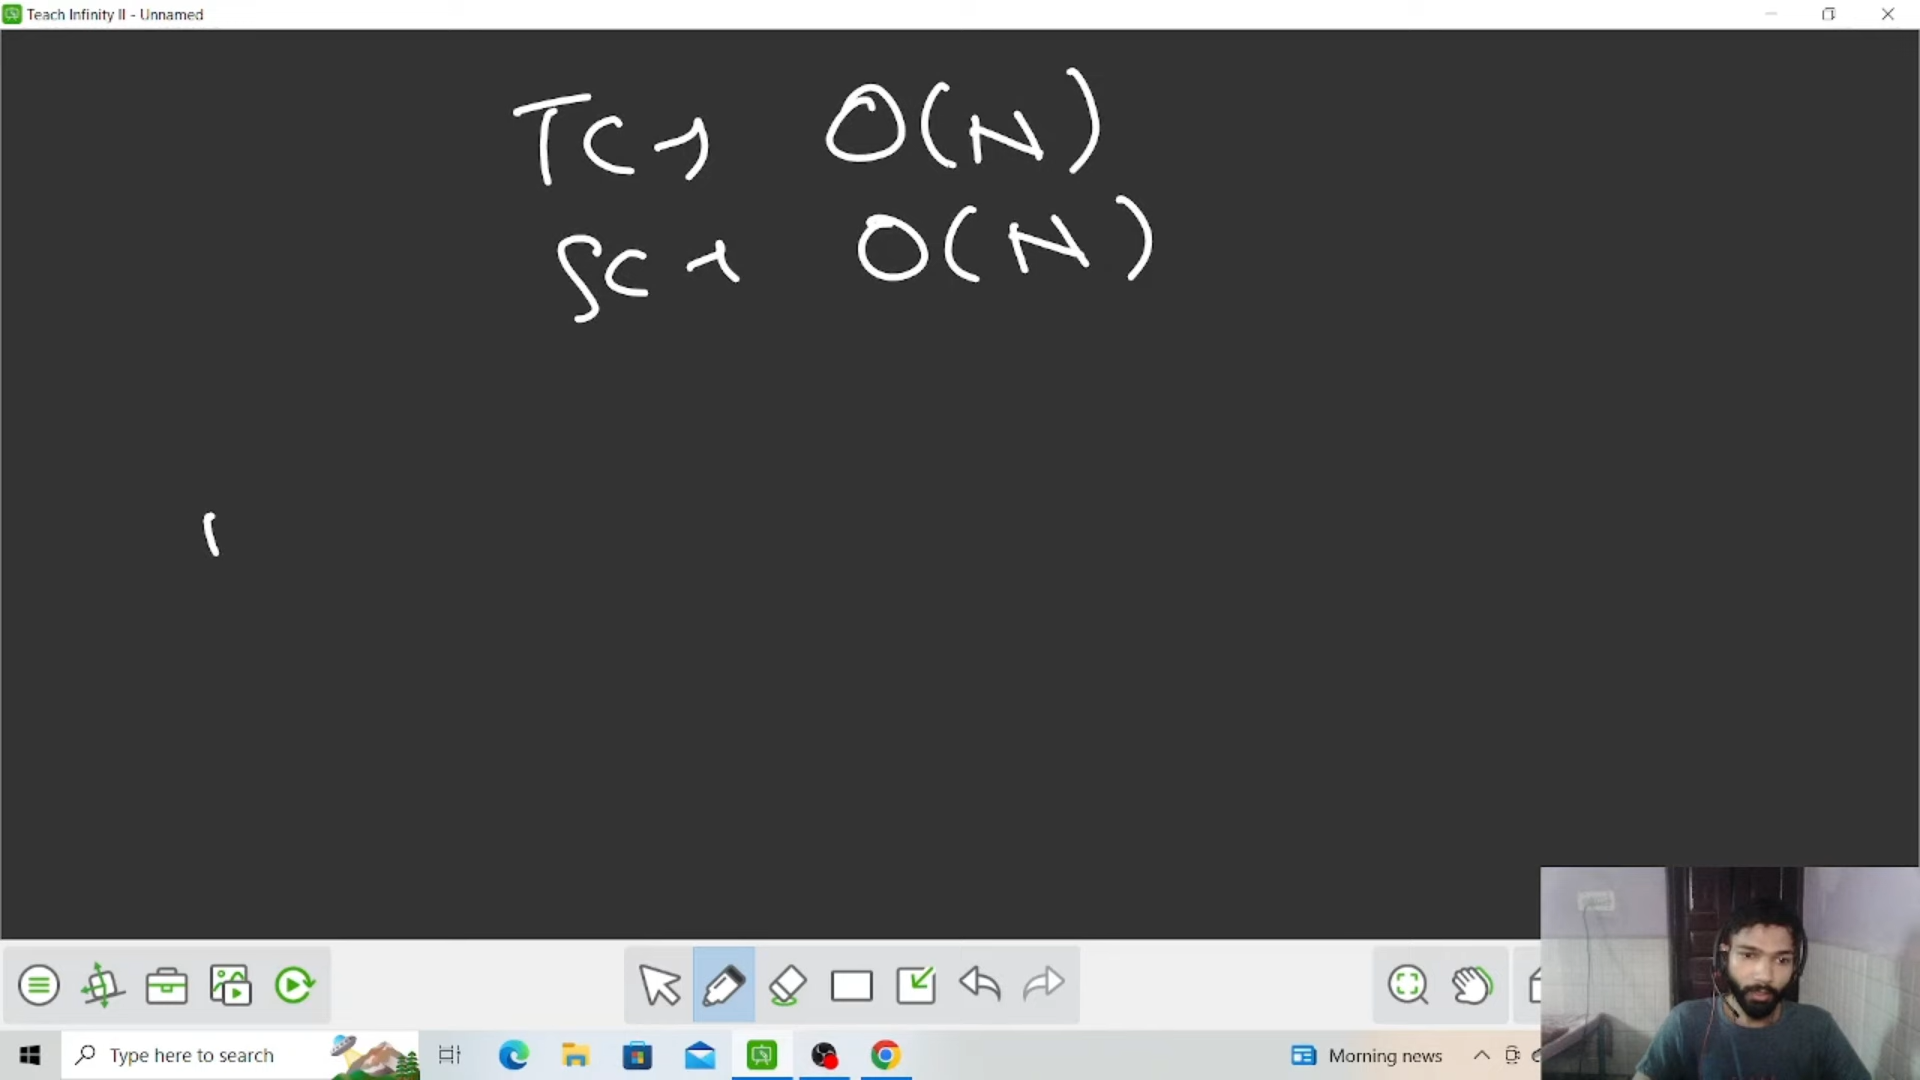 Teach Infinity II - Unnamed
TC → O(N)
SC → O(N)
Type here to search
Morning news